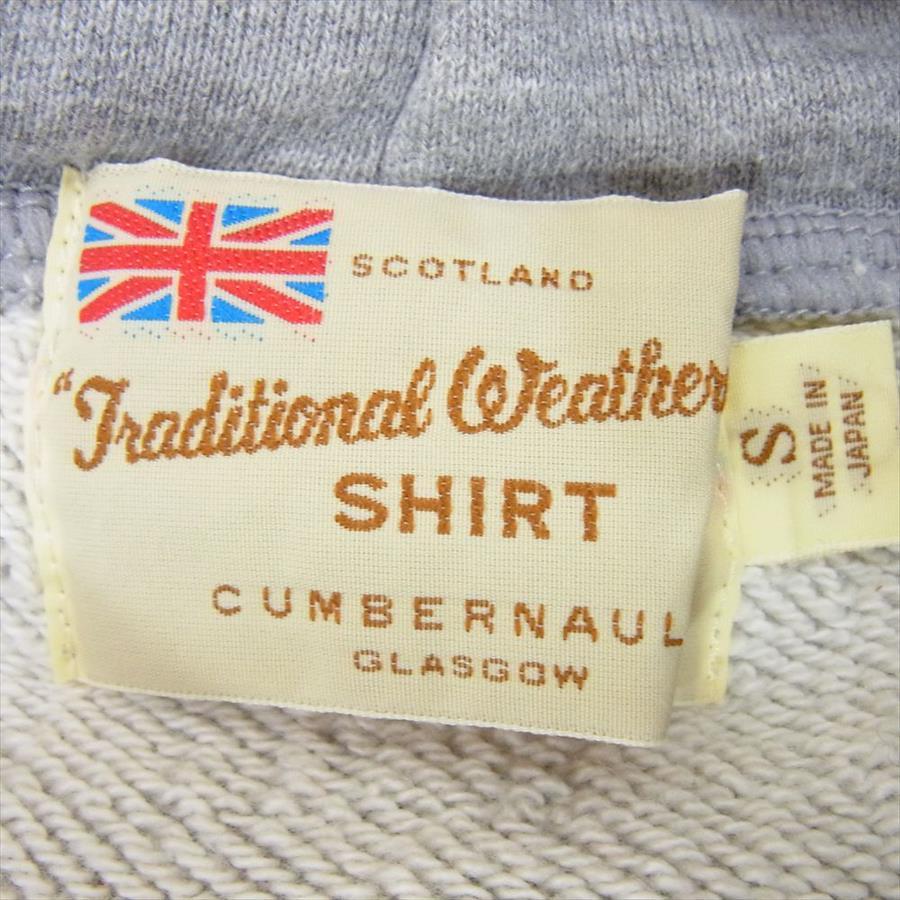 SCOTLAND
"Traditional Weather
SHIRT
CUMBERNAUL
GLASGOW
S
MADE IN
JAPAN